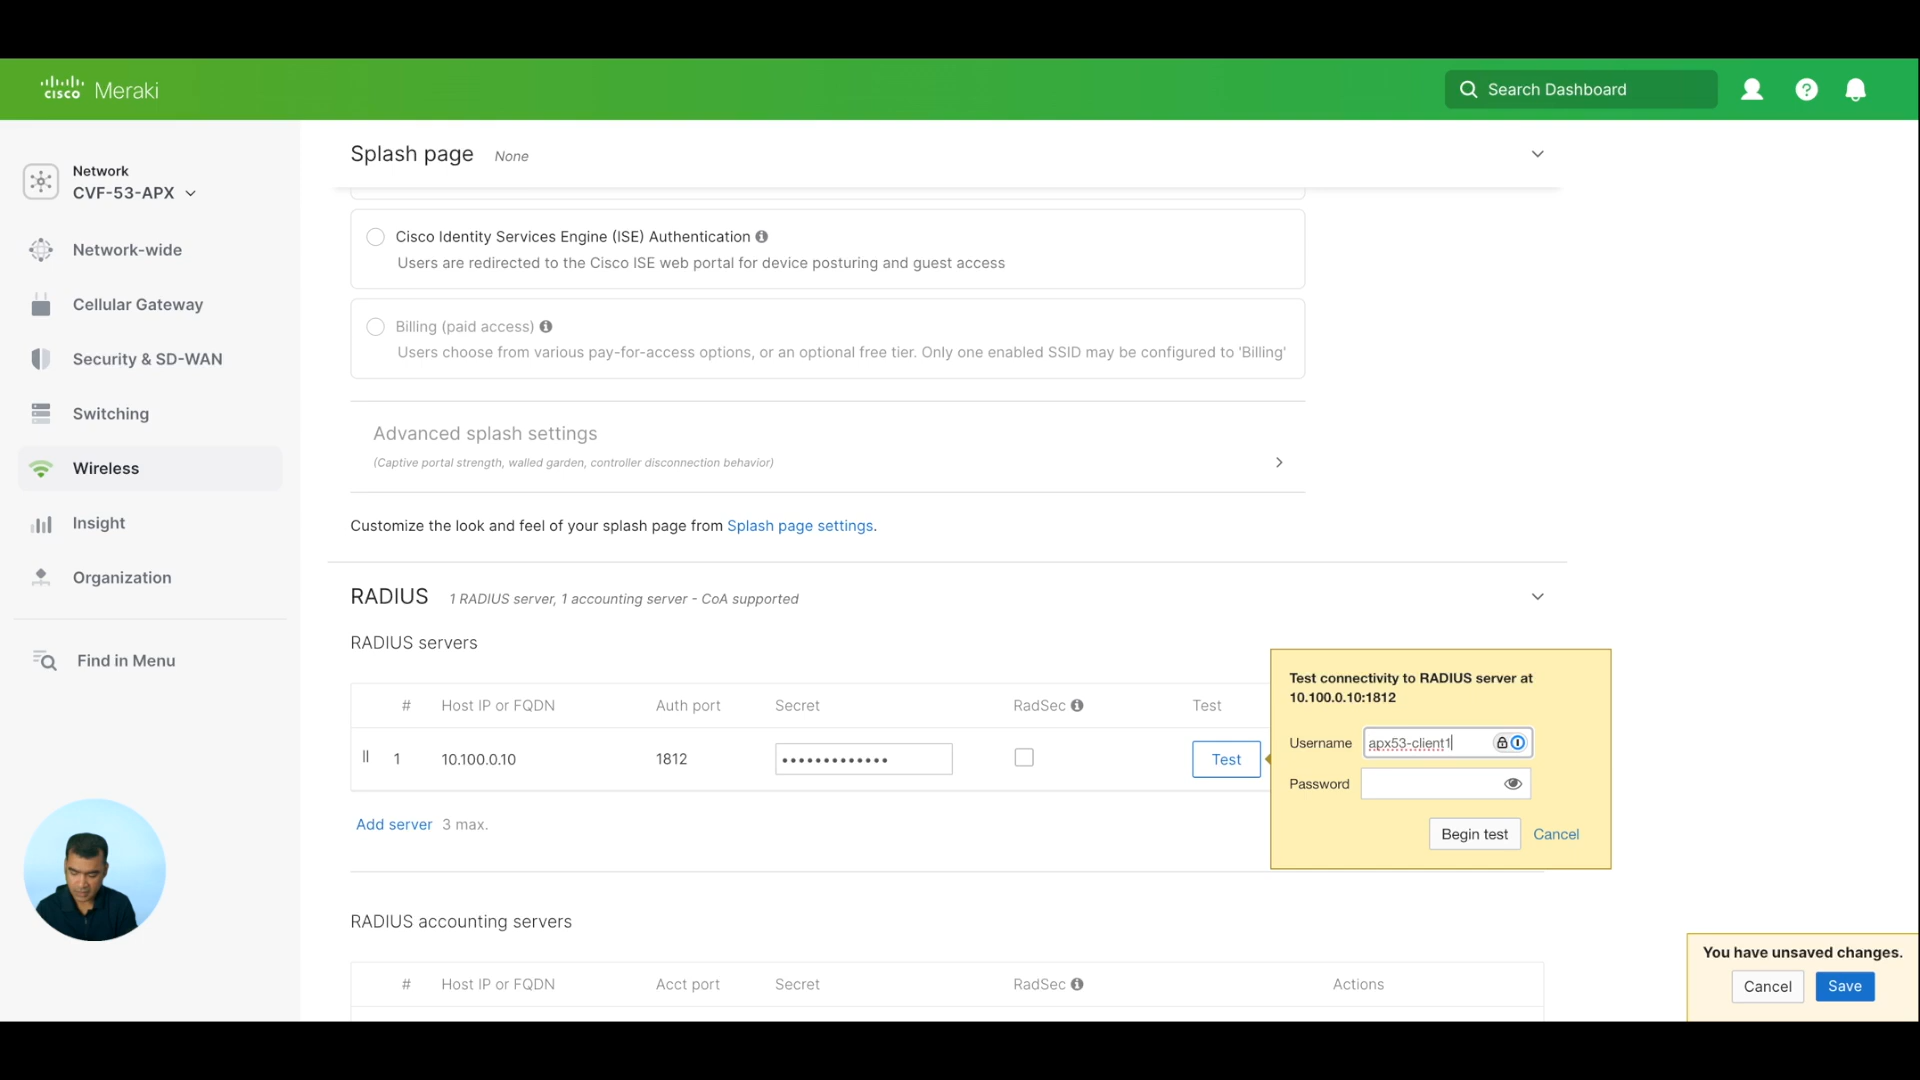 CISCO Meraki
Search Dashboard
Network
CVF-53-APX
Network-wide
Cellular Gateway
Security & SD-WAN
Switching
Wireless
Insight
Organization
Find in Menu
Splash page None
Cisco Identity Services Engine (ISE) Authentication
Users are redirected to the Cisco ISE web portal for device posturing and guest access
Billing (paid access)
Users choose from various pay-for-access options, or an optional free tier. Only one enabled SSID may be configured to 'Billing'
Advanced splash settings
(Captive portal strength, walled garden, controller disconnection behavior)
Customize the look and feel of your splash page from Splash page settings.
RADIUS 1 RADIUS server, 1 accounting server - CoA supported
RADIUS servers
# Host IP or FQDN Auth port Secret RadSec Test
1 10.100.0.10 1812 ••••••••••••• Test
Add server 3 max.
Test connectivity to RADIUS server at
10.100.0.10:1812
Username apx53-client1
Password
Begin test Cancel
RADIUS accounting servers
# Host IP or FQDN Acct port Secret RadSec Actions
You have unsaved changes.
Cancel Save